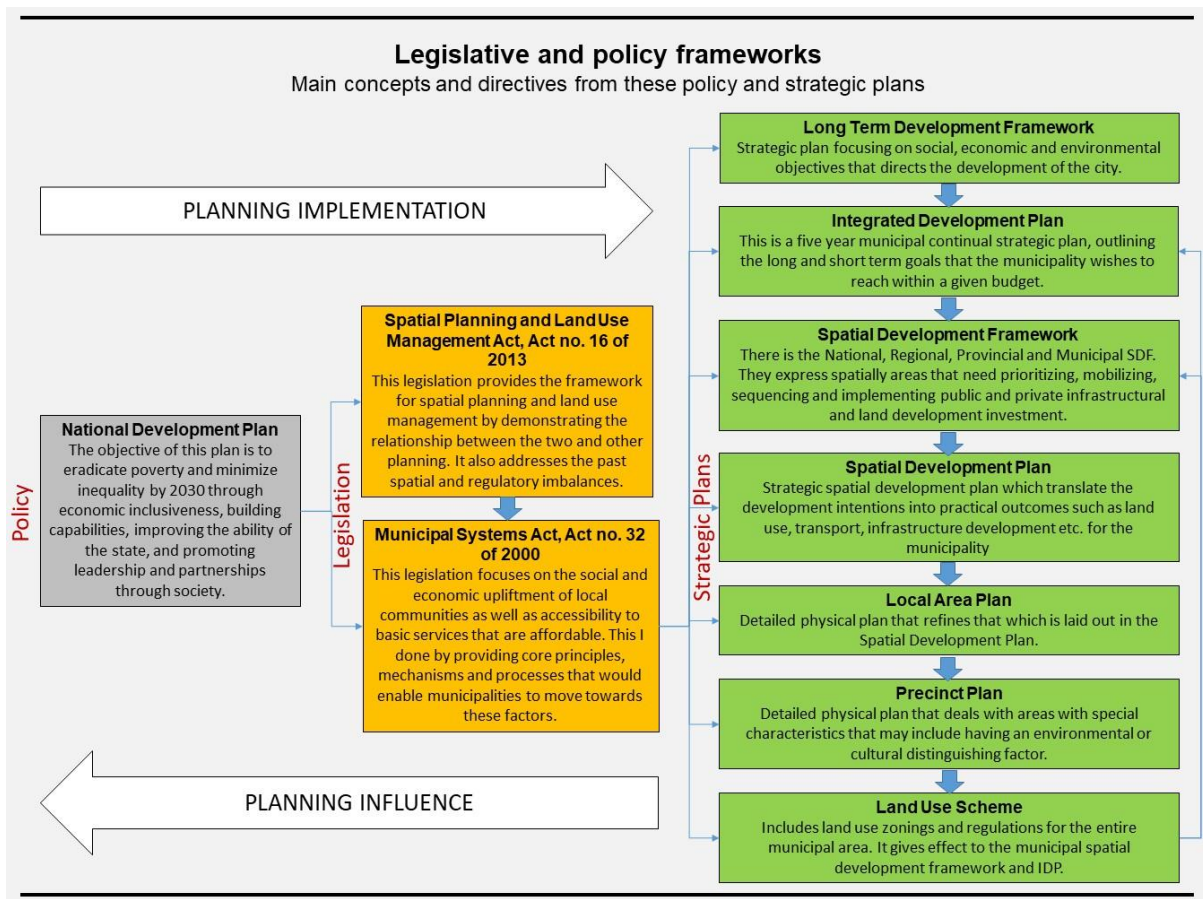 Legislative and policy frameworks
Main concepts and directives from these policy and strategic plans
PLANNING IMPLEMENTATION
Policy
National Development Plan
The objective of this plan is to
eradicate poverty and minimize
inequality by 2030 through
economic inclusiveness, building
capabilities, improving the ability of
the state, and promoting
leadership and partnerships
through society.
Legislation
Spatial Planning and Land Use
Management Act, Act no. 16 of
2013
This legislation provides the framework
for spatial planning and land use
management by demonstrating the
relationship between the two and other
planning. It also addresses the past
spatial and regulatory imbalances.
Municipal Systems Act, Act no. 32
of 2000
This legislation focuses on the social and
economic upliftment of local
communities as well as accessibility to
basic services that are affordable. This I
done by providing core principles,
mechanisms and processes that would
enable municipalities to move towards
these factors.
Strategic Plans
Long Term Development Framework
Strategic plan focusing on social, economic and environmental
objectives that directs the development of the city.
Integrated Development Plan
This is a five year municipal continual strategic plan, outlining
the long and short term goals that the municipality wishes to
reach within a given budget.
Spatial Development Framework
There is the National, Regional, Provincial and Municipal SDF.
They express spatially areas that need prioritizing, mobilizing,
sequencing and implementing public and private infrastructural
and land development investment.
Spatial Development Plan
Strategic spatial development plan which translate the
development intentions into practical outcomes such as land
use, transport, infrastructure development etc. for the
municipality
Local Area Plan
Detailed physical plan that refines that which is laid out in the
Spatial Development Plan.
Precinct Plan
Detailed physical plan that deals with areas with special
characteristics that may include having an environmental or
cultural distinguishing factor.
Land Use Scheme
Includes land use zonings and regulations for the entire
municipal area. It gives effect to the municipal spatial
development framework and IDP.
PLANNING INFLUENCE